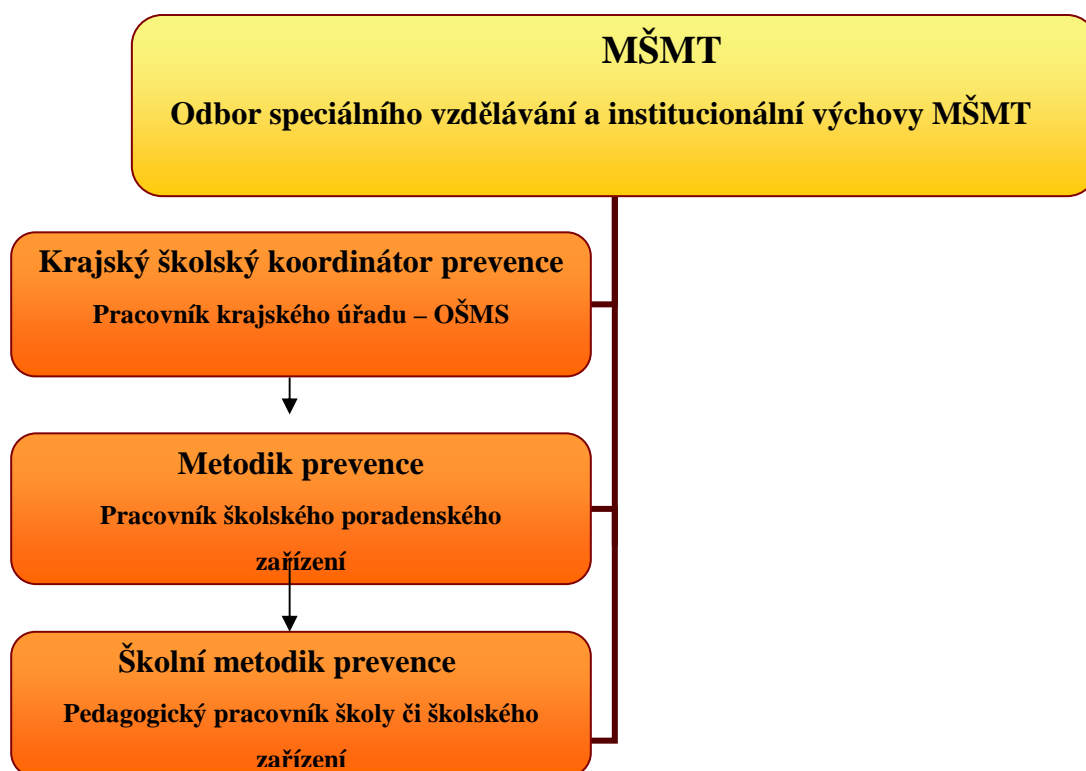 MŠMT
Odbor speciálního vzdělávání a institucionální výchovy MŠMT
Krajský školský koordinátor prevence
Pracovník krajského úřadu – OŠMS
Metodik prevence
Pracovník školského poradenského
zařízení
Školní metodik prevence
Pedagogický pracovník školy či školského
zařízení